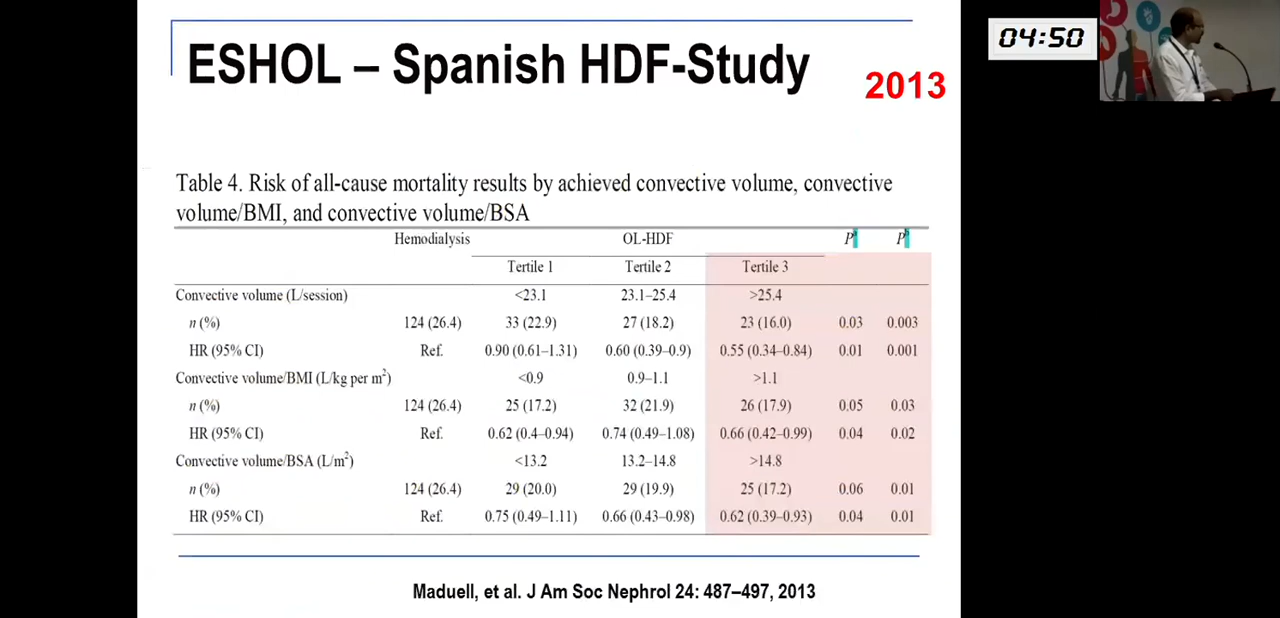 ESHOL – Spanish HDF-Study
2013
04:50
Table 4. Risk of all-cause mortality results by achieved convective volume, convective
volume/BMI, and convective volume/BSA
Hemodialysis OL-HDF Pa Pb
Tertile 1 Tertile 2 Tertile 3
Convective volume (L/session) <23.1 23.1–25.4 >25.4
n (%) 124 (26.4) 33 (22.9) 27 (18.2) 23 (16.0) 0.03 0.003
HR (95% CI) Ref. 0.90 (0.61–1.31) 0.60 (0.39–0.9) 0.55 (0.34–0.84) 0.01 0.001
Convective volume/BMI (L/kg per m2) <0.9 0.9–1.1 >1.1
n (%) 124 (26.4) 25 (17.2) 32 (21.9) 26 (17.9) 0.05 0.03
HR (95% CI) Ref. 0.62 (0.4–0.94) 0.74 (0.49–1.08) 0.66 (0.42–0.99) 0.04 0.02
Convective volume/BSA (L/m2) <13.2 13.2–14.8 >14.8
n (%) 124 (26.4) 29 (20.0) 29 (19.9) 25 (17.2) 0.06 0.01
HR (95% CI) Ref. 0.75 (0.49–1.11) 0.66 (0.43–0.98) 0.62 (0.39–0.93) 0.04 0.01
Maduell, et al. J Am Soc Nephrol 24: 487–497, 2013